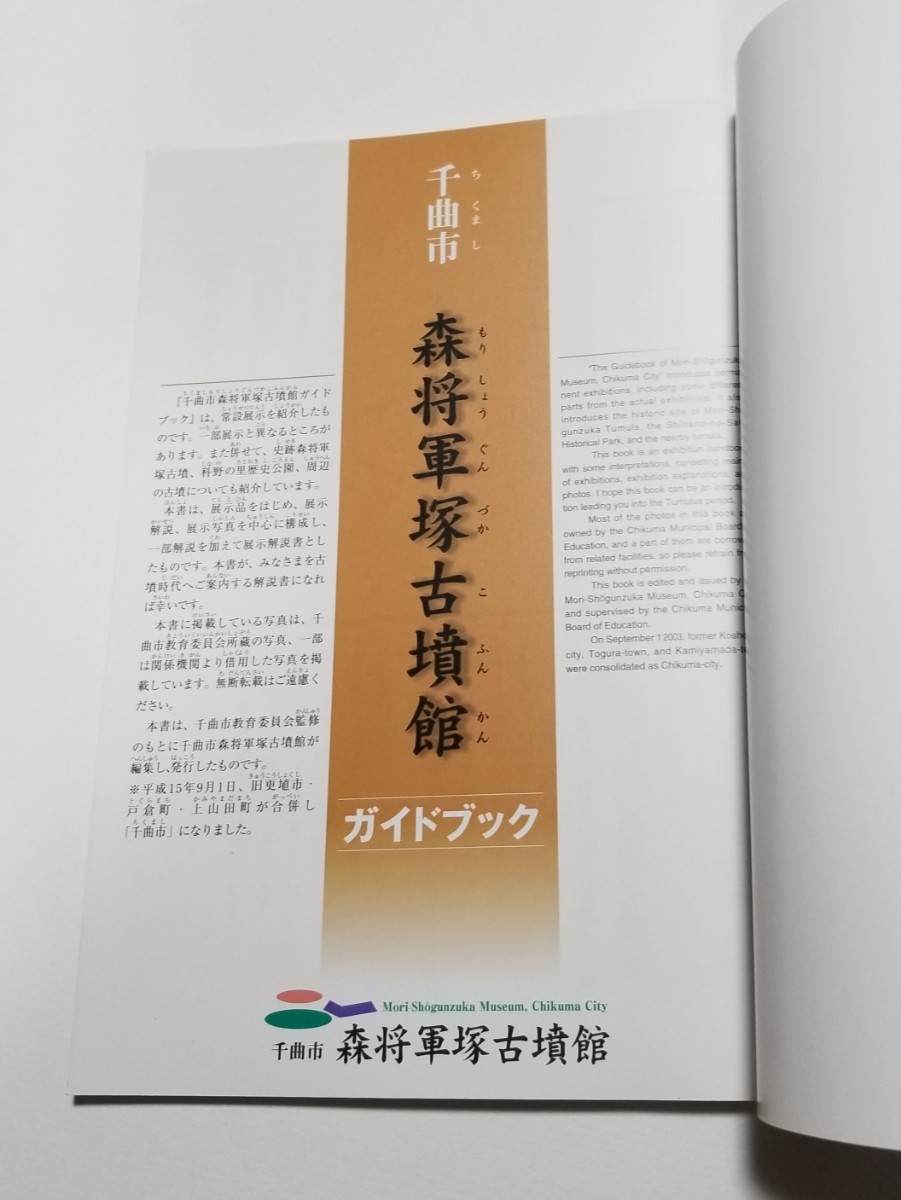 千曲市
ちくまし
森将軍塚古墳館
もりしょうぐんづかこふんかん
ガイドブック
『千曲市森将軍塚古墳館ガイド
ブック』は、常設展示を紹介したも
のです。一部展示と異なるところが
あります。また併せて、史跡森将軍
塚古墳、科野の里歴史公園、周辺
の古墳についても紹介しています。
本書は、展示品をはじめ、展示
解説、展示写真を中心に構成し、
一部解説を加えて展示解説書とし
たものです。本書が、みなさまを古
墳時代へご案内する解説書になれ
ば幸いです。
本書に掲載している写真は、千
曲市教育委員会所蔵の写真、一部
は関係機関より借用した写真を掲
載しています。無断転載はご遠慮く
ださい。
本書は、千曲市教育委員会監修
のもとに千曲市森将軍塚古墳館が
編集し、発行したものです。
※平成15年9月1日、旧更埴市・
戸倉町・上山田町が合併し
「千曲市」になりました。
"The Guidebook of Mori-Shōgunzuka
Museum, Chikuma City" introduces
nent exhibitions, including some
parts from the actual exhibitions. It
introduces the historic site of
gunzuka Tumula, the
Historical Park, and the nearby tumula.
This book is an exhibition
with some interpretations, consisting
of exhibitions, exhibition explanations,
photos. I hope this book can be an
tion leading you into the Tumulus period.
Most of the photos in this book
owned by the Chikuma Municipal Board
Education, and a part of them are
from related facilities, so please refrain
reprinting without permission.
This book is edited and issued
Mori-Shōgunzuka Museum, Chikuma
and supervised by the Chikuma
Board of Education.
On September 1 2003, former
city, Togura-town, and
were consolidated as Chikuma-city.
Mori-Shōgunzuka Museum, Chikuma City
千曲市 森将軍塚古墳館